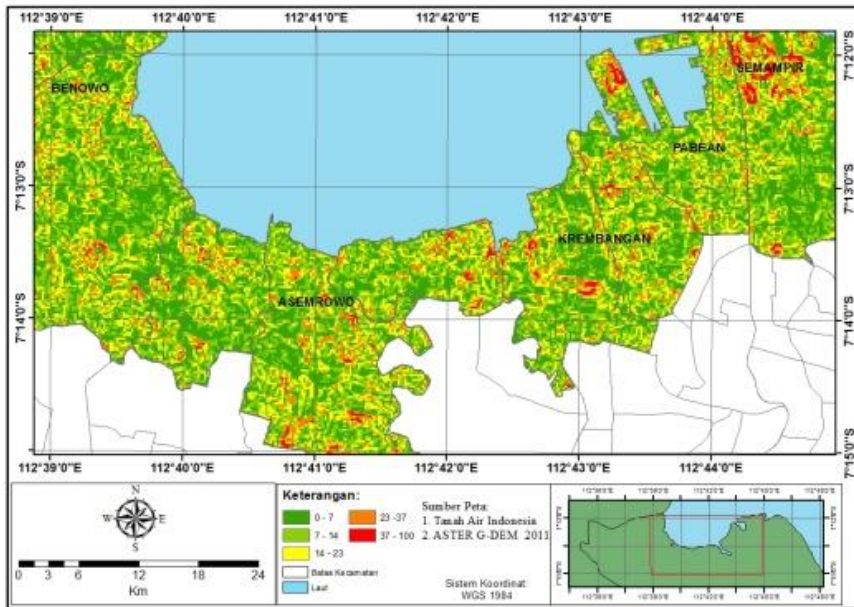 112°39'0"E 112°40'0"E 112°41'0"E 112°42'0"E 112°43'0"E 112°44'0"E
7°12'0"S
7°13'0"S
7°14'0"S
BENOWO
SEMAMPIR
PABEAN
KREMBANGAN
ASEMROWO
7°12'0"S
7°13'0"S
7°14'0"S
7°15'0"S
112°39'0"E 112°40'0"E 112°41'0"E 112°42'0"E 112°43'0"E 112°44'0"E
N
W E
S
0 3 6 12 18 24
Km
Keterangan:
0 - 7
7 - 14
14 - 23
23 -37
37 - 100
Batas Kecamatan
Laut
Sumber Peta:
1. Tanah Air Indonesia
2. ASTER G-DEM 2011
Sistem Koordinat:
WGS 1984